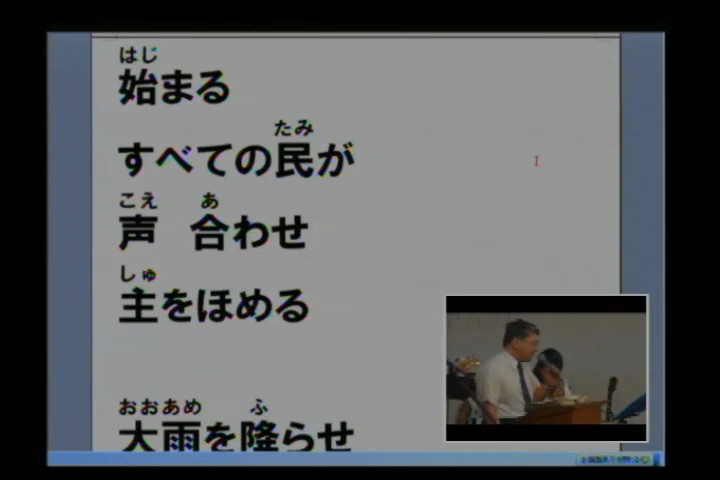 はじ
始まる
たみ
すべての民が
こえ あ
声 合わせ
しゅ
主をほめる
おおあめ ふ
大雨を降らせ